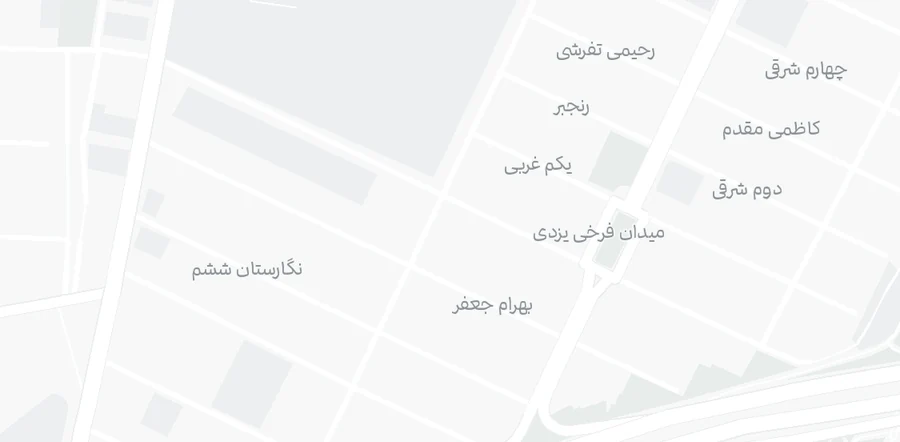 رحیمی تفرشی
چهارم شرقی
رنجبر
کاظمی مقدم
یکم غربی
دوم شرقی
میدان فرخی یزدی
نگارستان ششم
بهرام جعفر